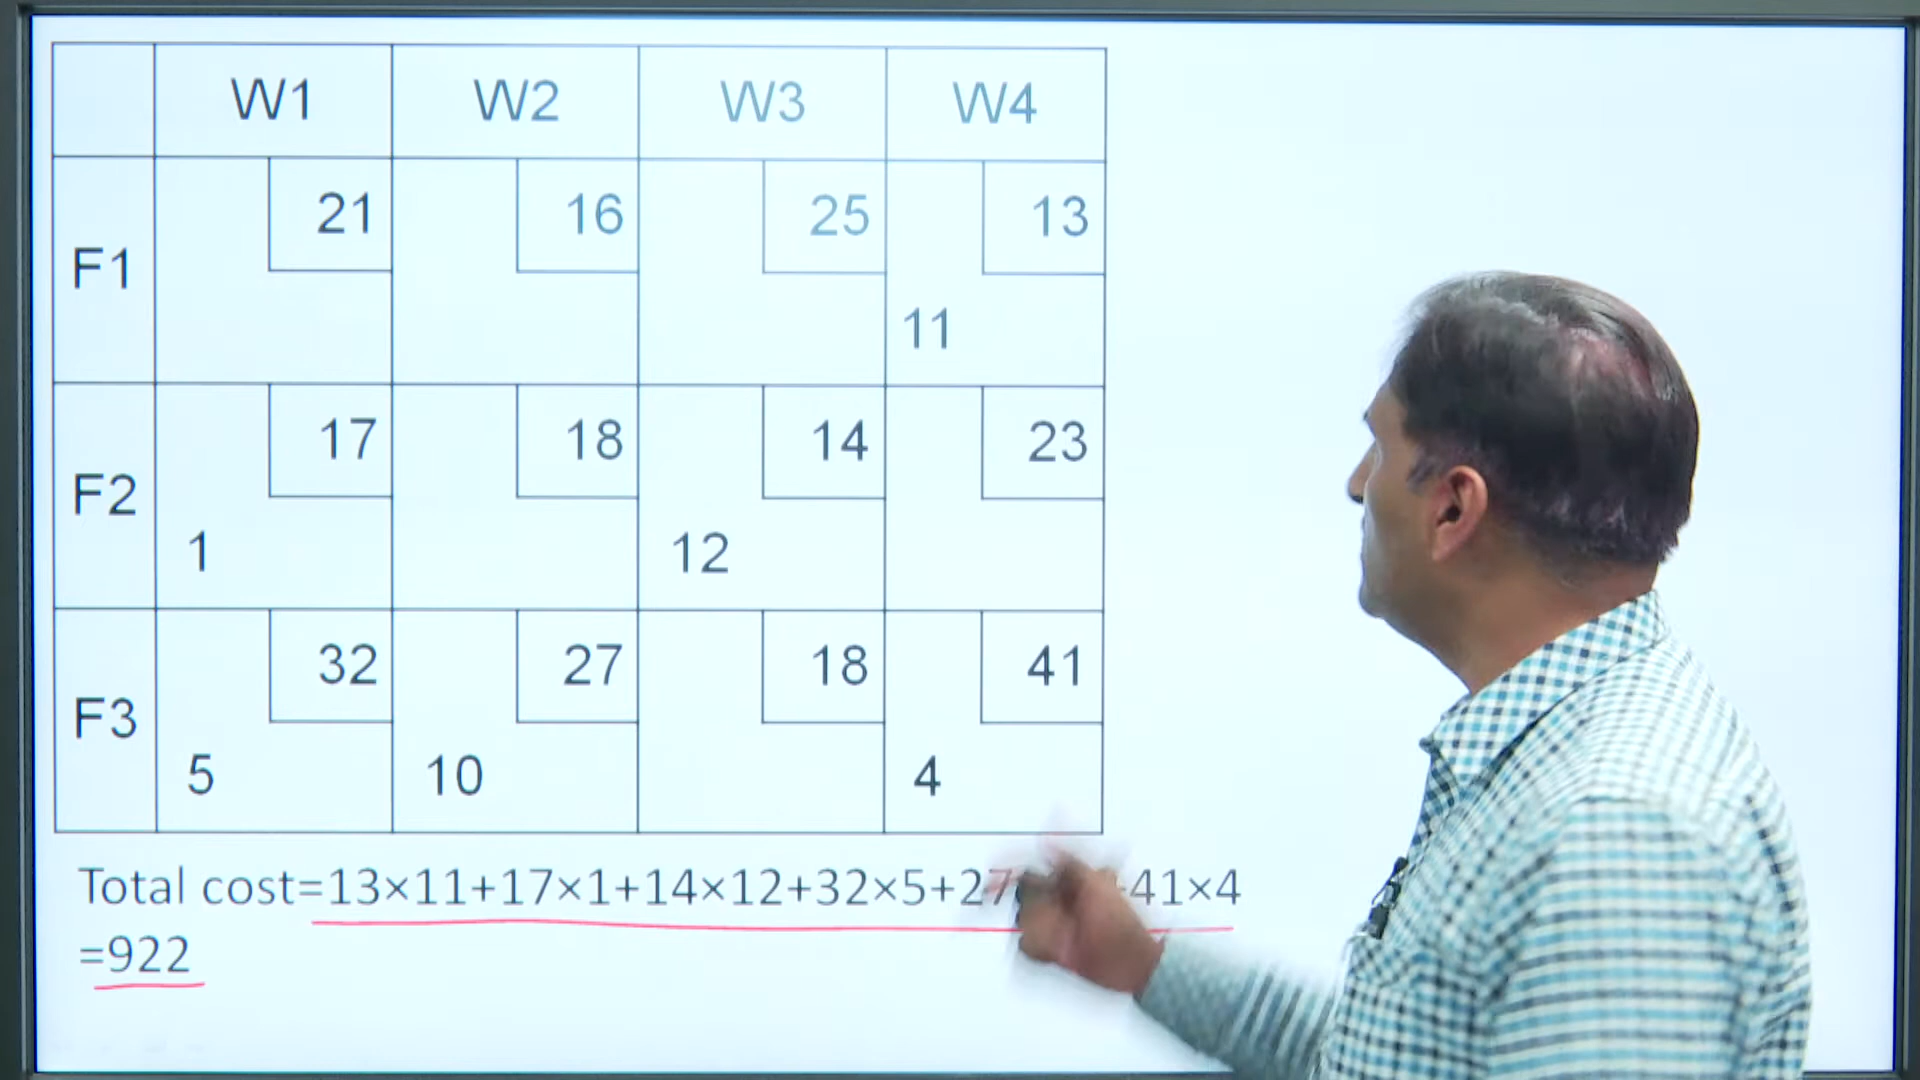 W1 W2 W3 W4
21 16 25 13
F1
11
17 18 14 23
F2
1 12
32 27 18 41
F3
5 10 4
Total cost=13×11+17×1+14×12+32×5+27 41×4
=922